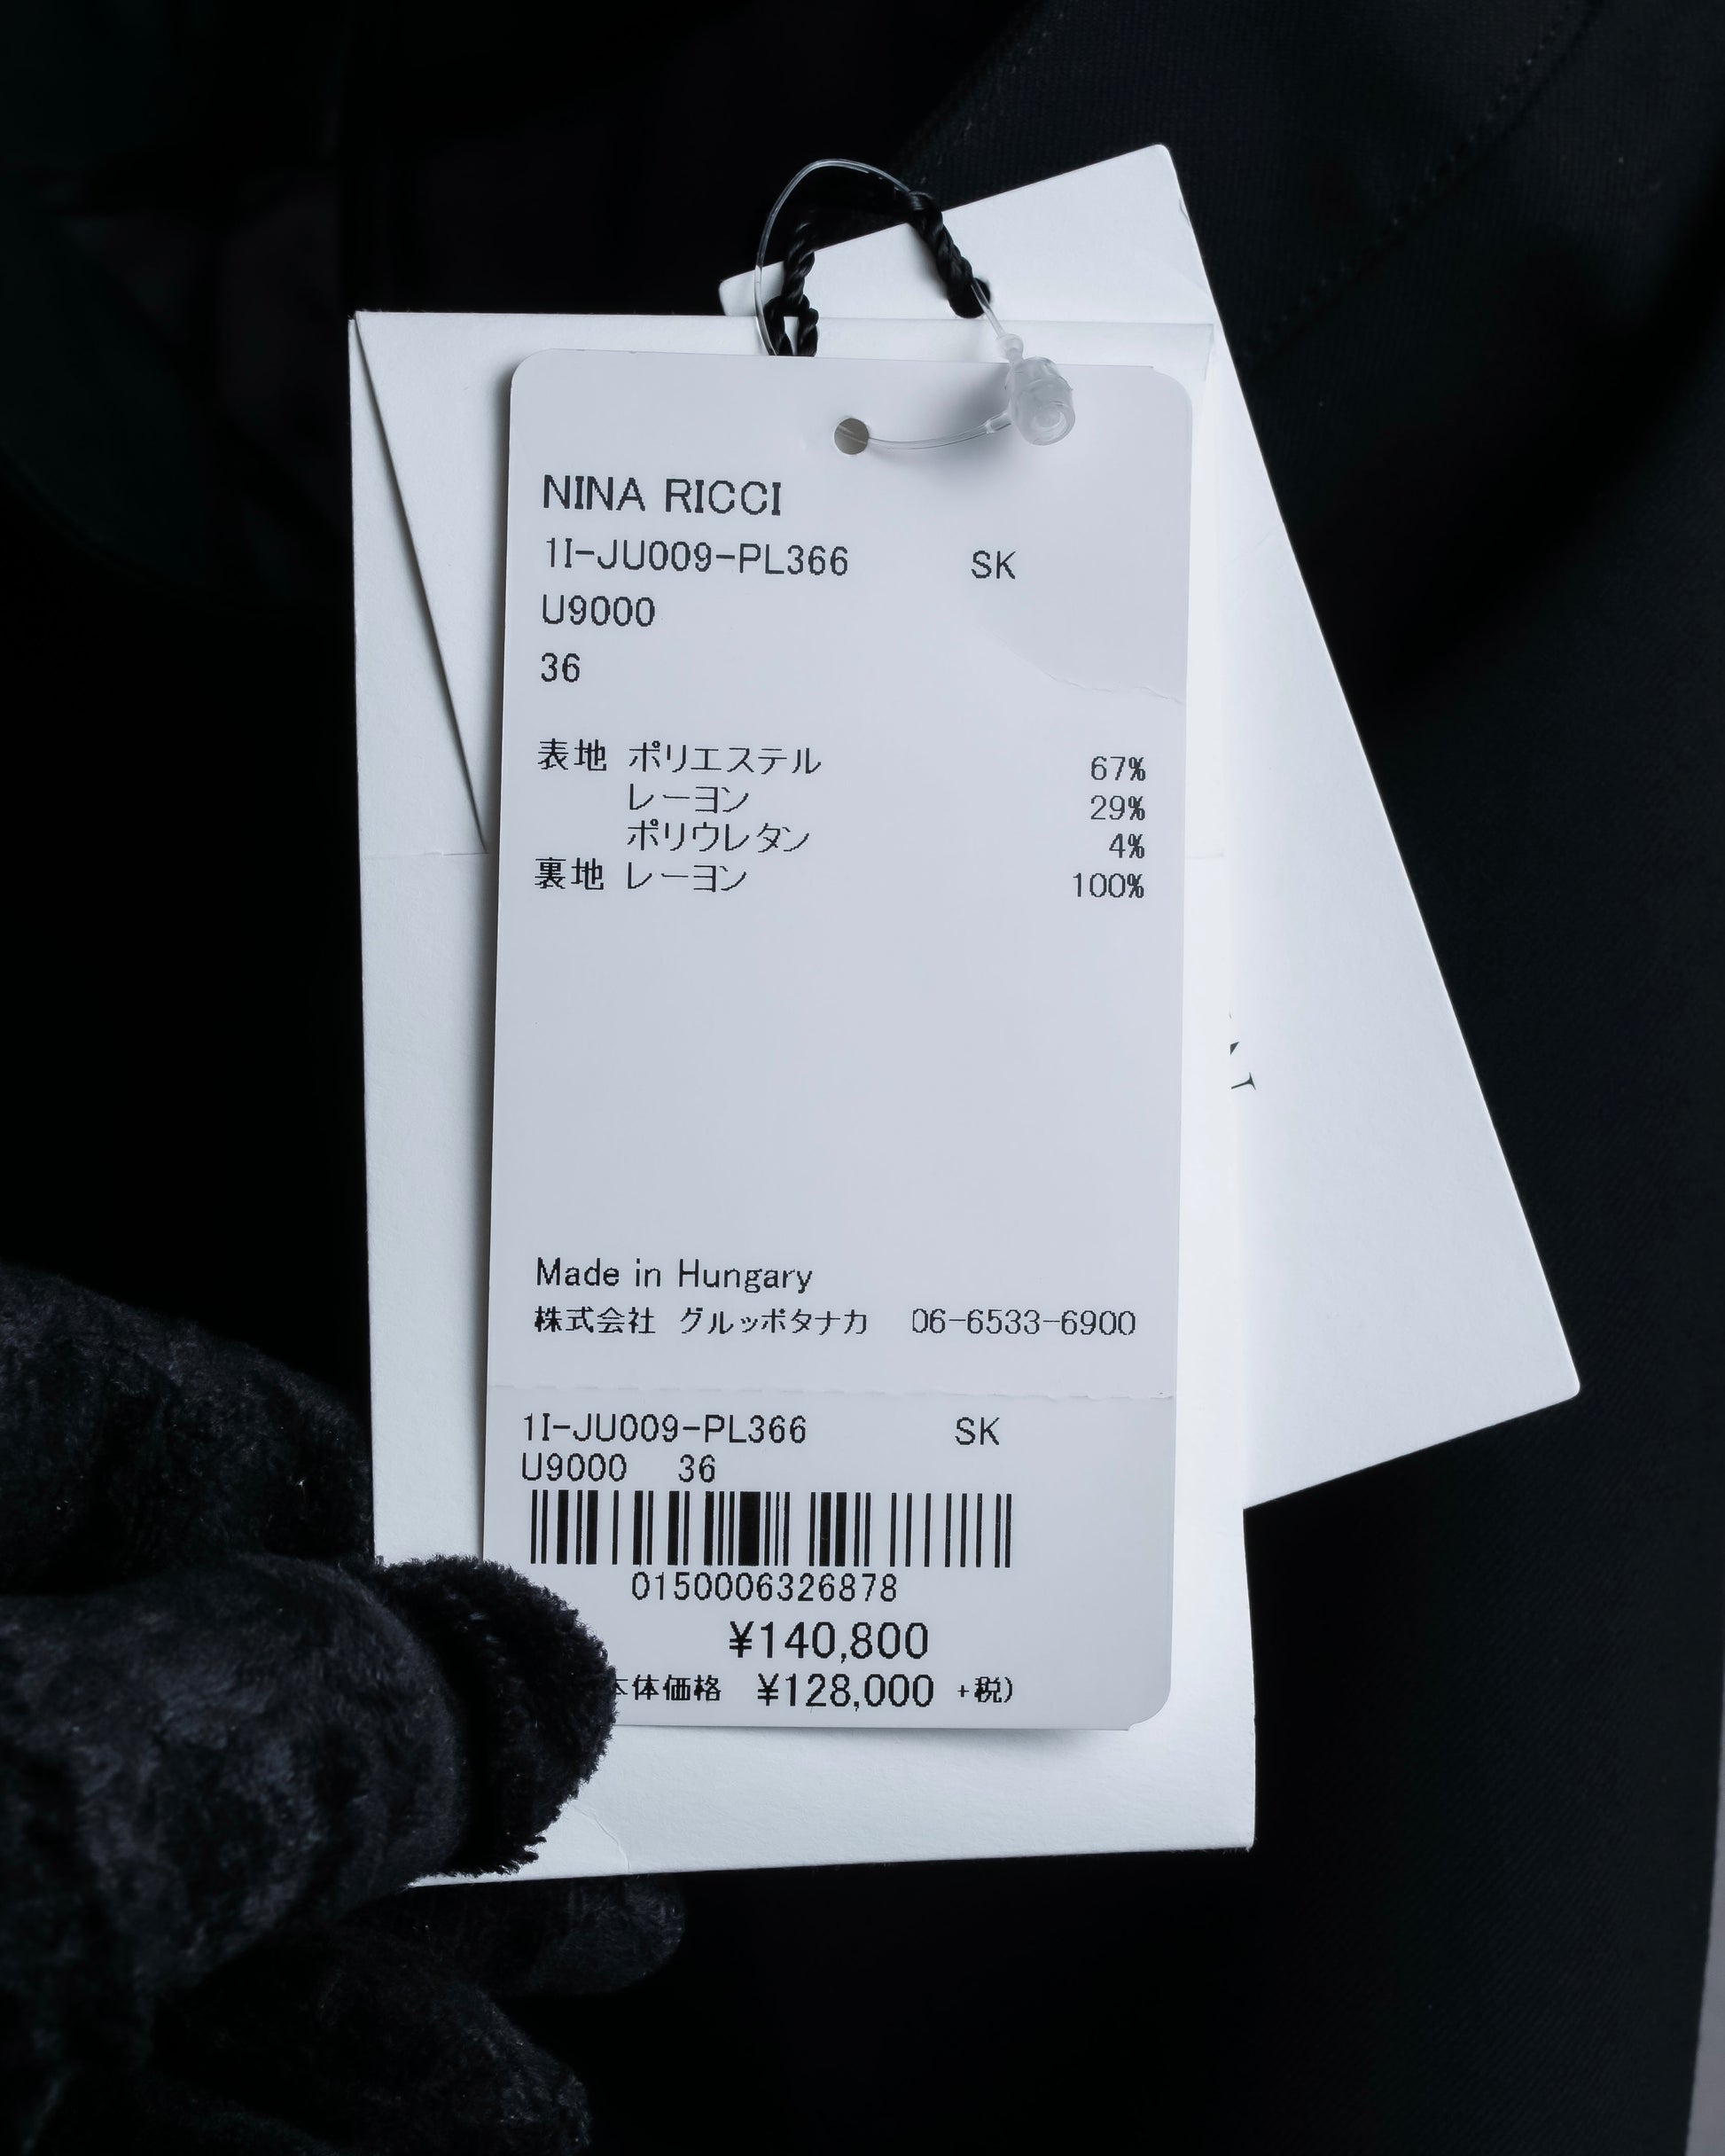 NINA RICCI
1I-JU009-PL366 SK
U9000
36
表地 ポリエステル 67%
レーヨン 29%
ポリウレタン 4%
裏地 レーヨン 100%
Made in Hungary
株式会社 グルッポタナカ 06-6533-6900
1I-JU009-PL366 SK
U9000 36
0150006326878
¥140,800
体価格 ¥128,000 +税)